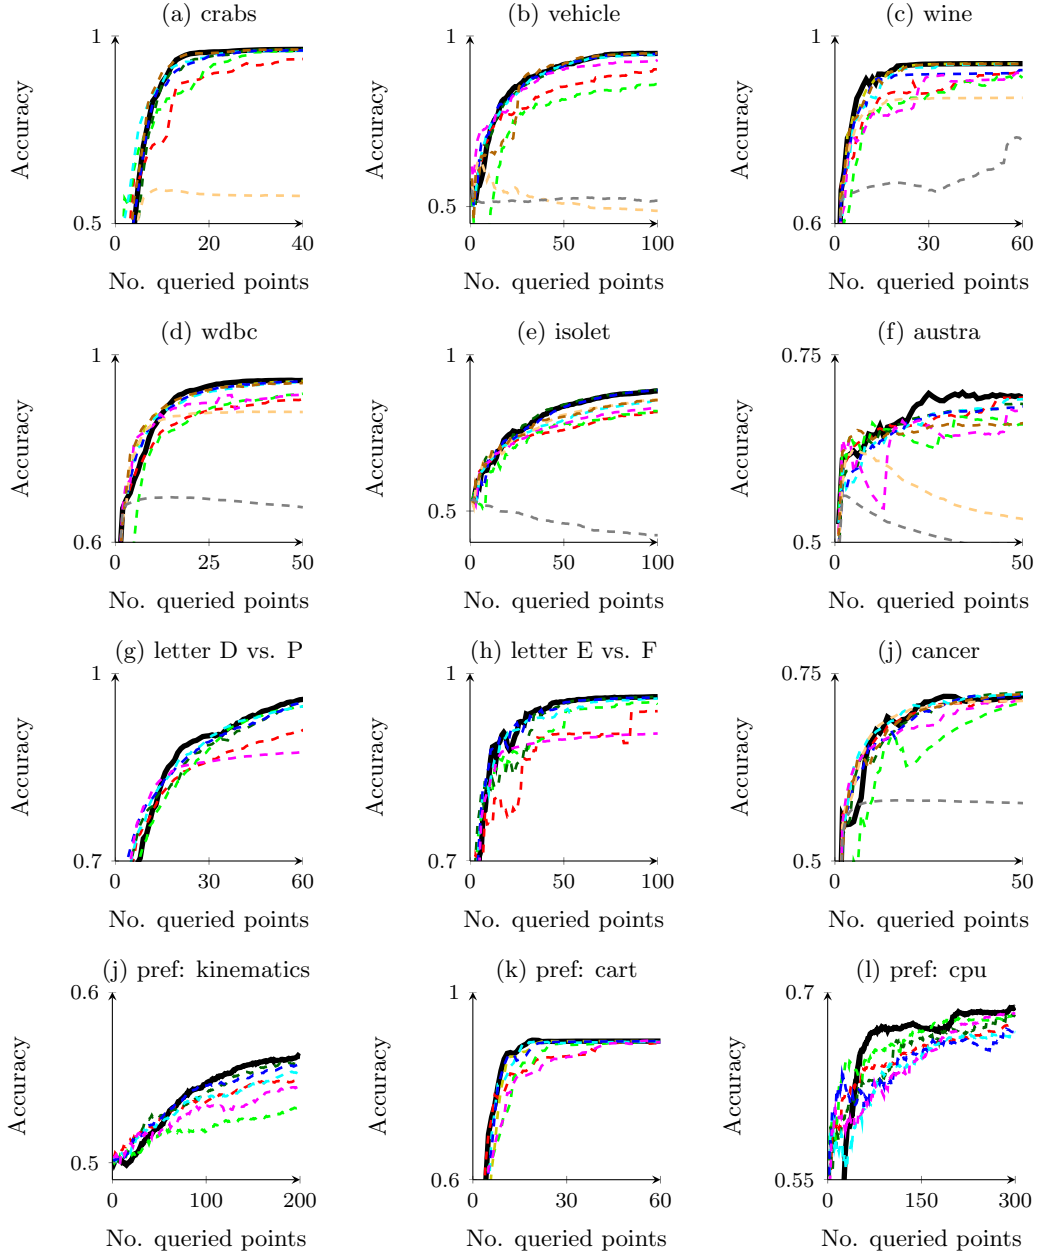 (a) crabs
1
0.5
Accuracy
0 20 40
No. queried points
(b) vehicle
1
0.5
Accuracy
0 50 100
No. queried points
(c) wine
1
0.6
Accuracy
0 30 60
No. queried points
(d) wdbc
1
0.6
Accuracy
0 25 50
No. queried points
(e) isolet
1
0.5
Accuracy
0 50 100
No. queried points
(f) austra
0.75
0.5
Accuracy
0 50
No. queried points
(g) letter D vs. P
1
0.7
Accuracy
0 30 60
No. queried points
(h) letter E vs. F
1
0.7
Accuracy
0 50 100
No. queried points
(j) cancer
0.75
0.5
Accuracy
0 50
No. queried points
(j) pref: kinematics
0.6
0.5
Accuracy
0 100 200
No. queried points
(k) pref: cart
1
0.6
Accuracy
0 30 60
No. queried points
(l) pref: cpu
0.7
0.55
Accuracy
0 150 300
No. queried points